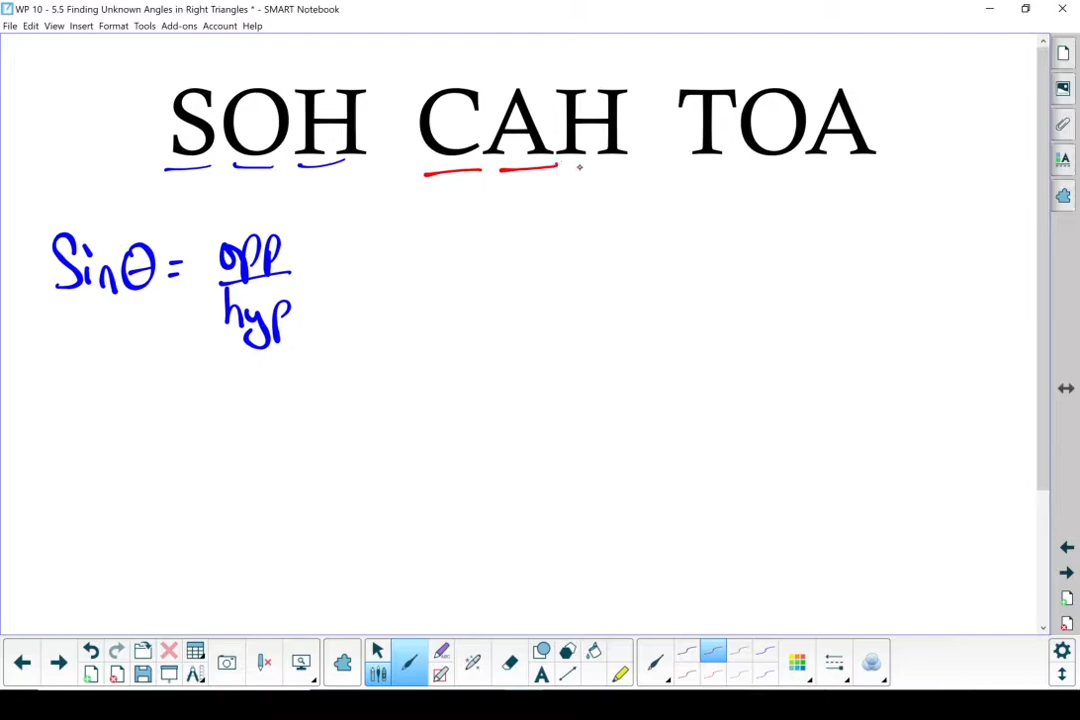 WP 10 - 5.5 Finding Unknown Angles in Right Triangles * - SMART Notebook
File Edit View Insert Format Tools Add-ons Account Help
SOH CAH TOA
Sinθ = opp
hyp